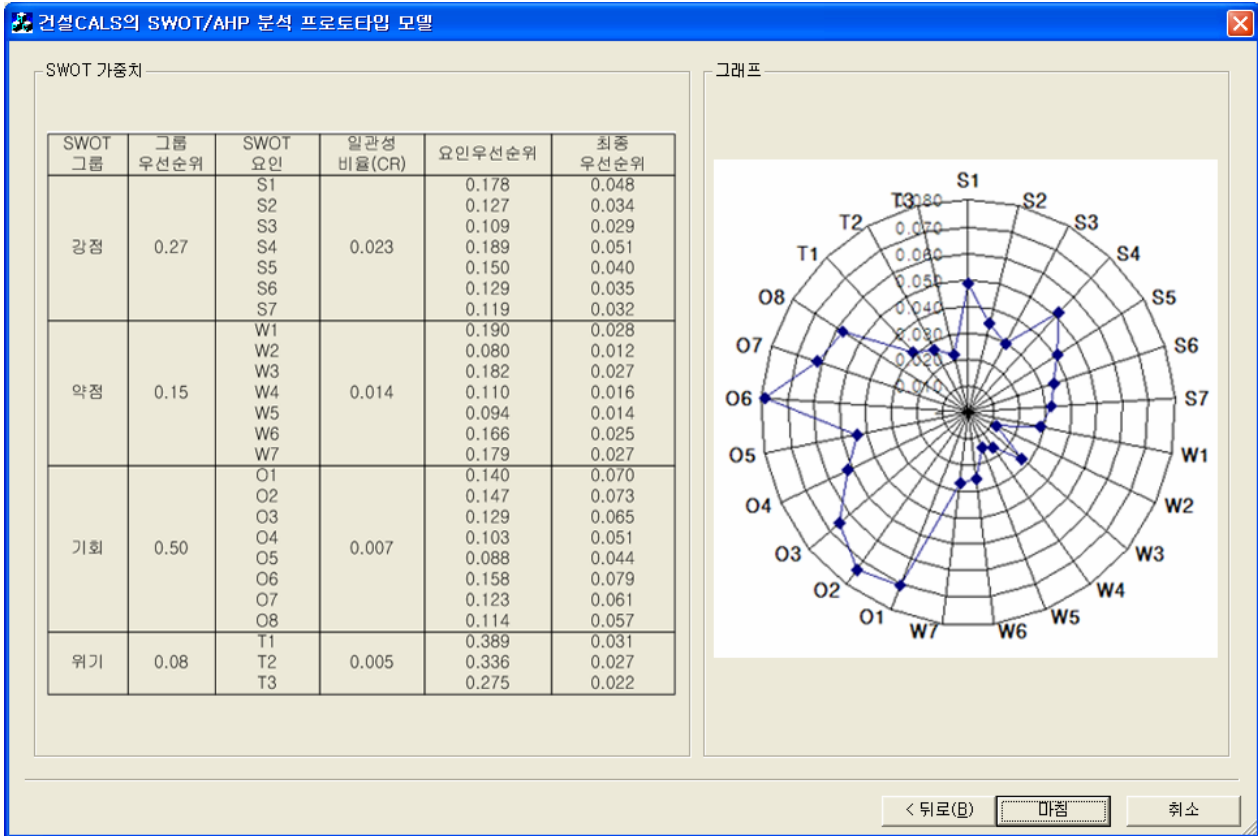 건설CALS의 SWOT/AHP 분석 프로토타입 모델
SWOT 가중치
SWOT 그룹 그룹 우선순위 SWOT 요인 일관성 비율(CR) 요인우선순위 최종 우선순위
강점 0.27 0.023
S1 0.178 0.048
S2 0.127 0.034
S3 0.109 0.029
S4 0.189 0.051
S5 0.150 0.040
S6 0.129 0.035
S7 0.119 0.032
약점 0.15 0.014
W1 0.190 0.028
W2 0.080 0.012
W3 0.182 0.027
W4 0.110 0.016
W5 0.094 0.014
W6 0.166 0.025
W7 0.179 0.027
기회 0.50 0.007
O1 0.140 0.070
O2 0.147 0.073
O3 0.129 0.065
O4 0.103 0.051
O5 0.088 0.044
O6 0.158 0.079
O7 0.123 0.061
O8 0.114 0.057
위기 0.08 0.005
T1 0.389 0.031
T2 0.336 0.027
T3 0.275 0.022
그래프
S1
S2
S3
S4
S5
S6
S7
W1
W2
W3
W4
W5
W6
W7
O1
O2
O3
O4
O5
O6
O7
O8
T1
T2
T3
0.080
0.070
0.060
0.050
0.040
0.030
0.020
0.010
< 뒤로(B)
마침
취소